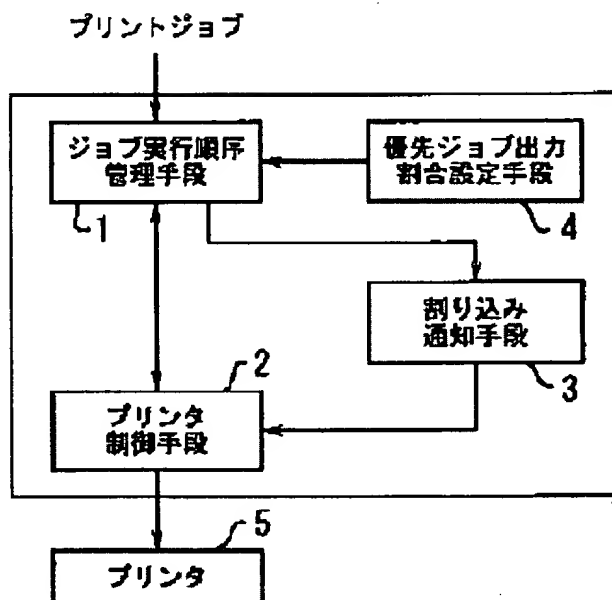 プリントジョブ
ジョブ実行順序
管理手段
1
優先ジョブ出力
割合設定手段
4
割り込み
通知手段
3
2
プリンタ
制御手段
5
プリンタ